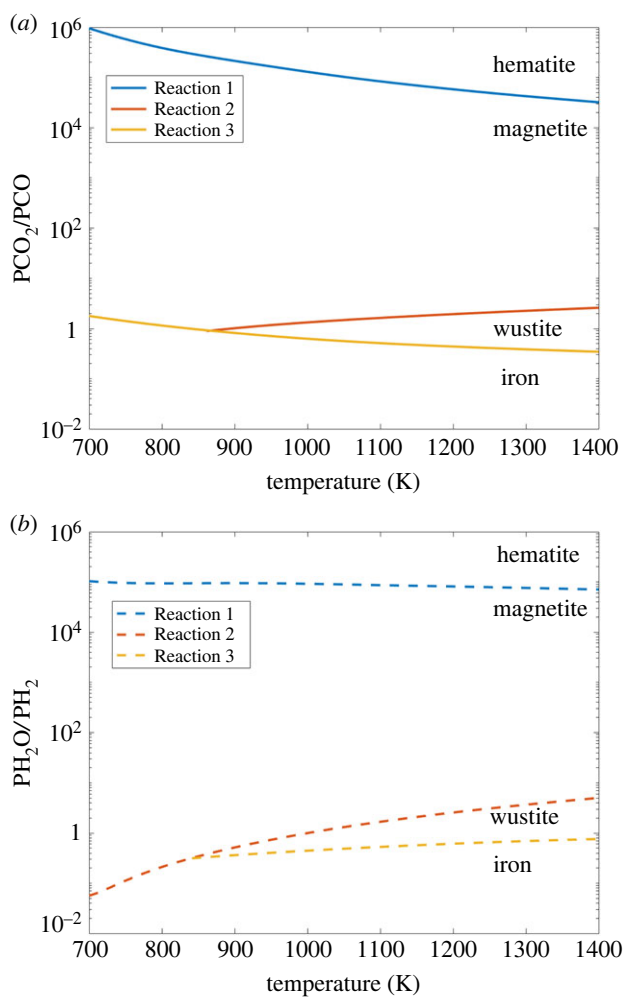 (a)
10^6
10^4
10^2
1
10^−2
PCO₂/PCO
Reaction 1
Reaction 2
Reaction 3
hematite
magnetite
wustite
iron
700 800 900 1000 1100 1200 1300 1400
temperature (K)
(b)
10^6
10^4
10^2
1
10^−2
PH₂O/PH₂
Reaction 1
Reaction 2
Reaction 3
hematite
magnetite
wustite
iron
700 800 900 1000 1100 1200 1300 1400
temperature (K)